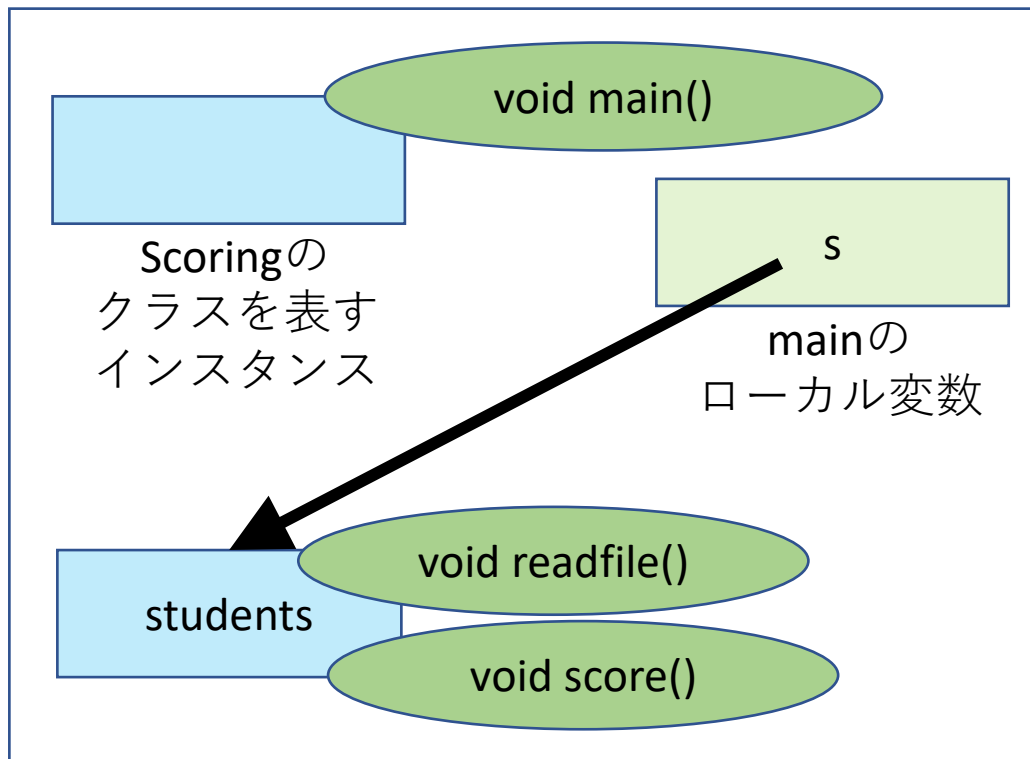 void main()
Scoringの
クラスを表す
インスタンス
s
mainの
ローカル変数
void readfile()
students
void score()